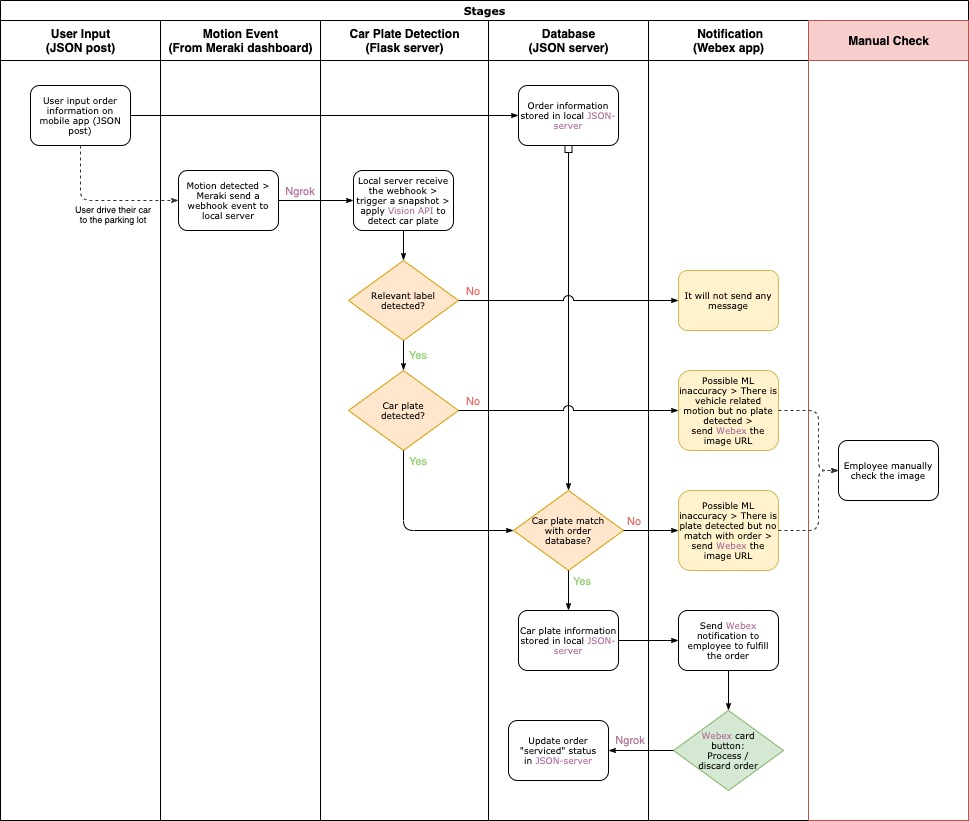 Stages
User Input
(JSON post)
Motion Event
(From Meraki dashboard)
Car Plate Detection
(Flask server)
Database
(JSON server)
Notification
(Webex app)
Manual Check
User input order
information on
mobile app (JSON
post)
Order information
stored in local JSON-
server
User drive their car
to the parking lot
Motion detected >
Meraki send a
webhook event to
local server
Ngrok
Local server receive
the webhook >
trigger a snapshot >
apply Vision API to
detect car plate
Relevant label
detected?
No
It will not send any
message
Yes
Car plate
detected?
No
Possible ML
inaccuracy > There is
vehicle related
motion but no plate
detected >
send Webex the
image URL
Yes
Employee manually
check the image
Car plate match
with order
database?
No
Possible ML
inaccuracy > There is
plate detected but no
match with order >
send Webex the
image URL
Yes
Car plate information
stored in local JSON-
server
Send Webex
notification to
employee to fulfill
the order
Webex card
button:
Process /
discard order
Ngrok
Update order
"serviced" status
in JSON-server